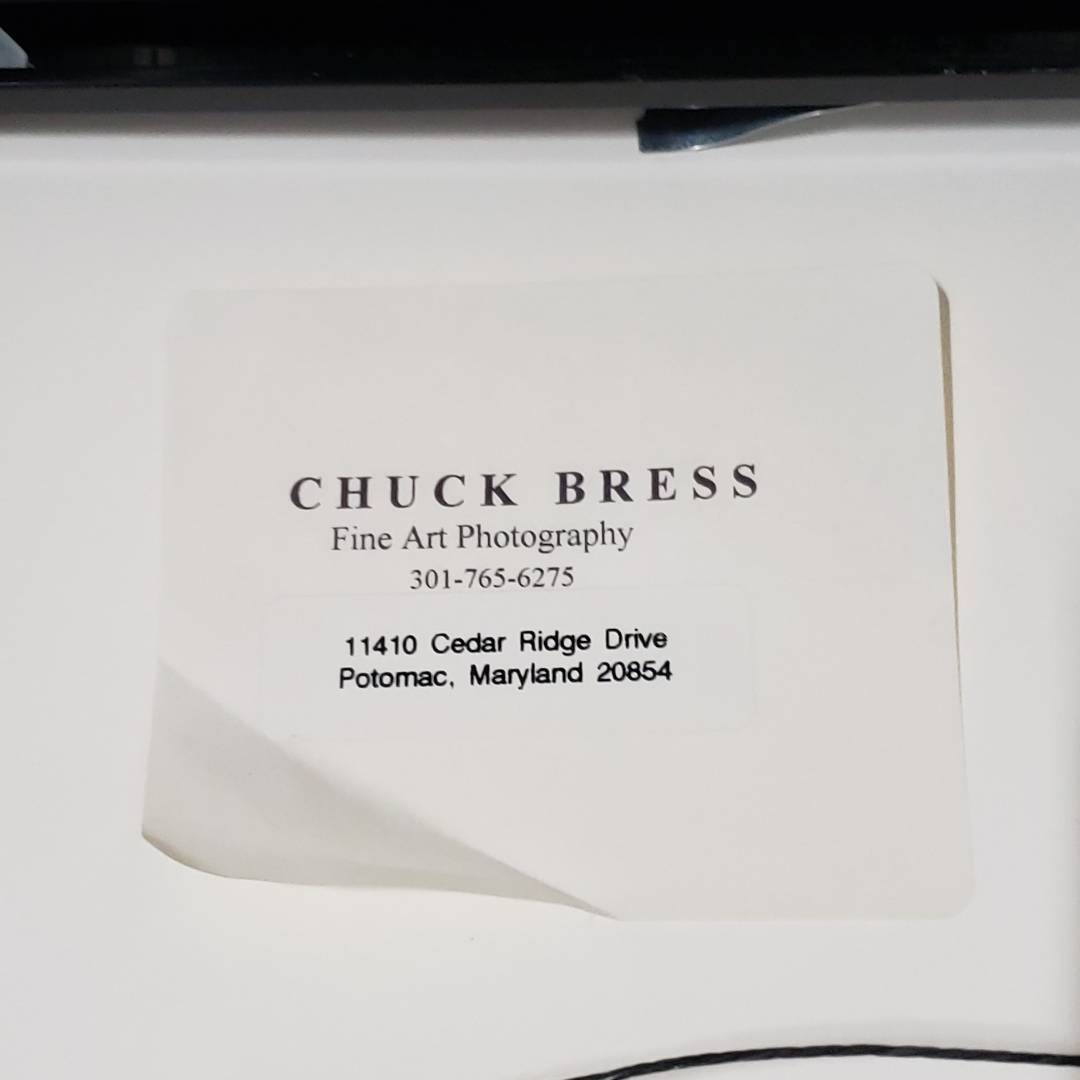 CHUCK BRESS
Fine Art Photography
301-765-6275
11410 Cedar Ridge Drive
Potomac, Maryland 20854